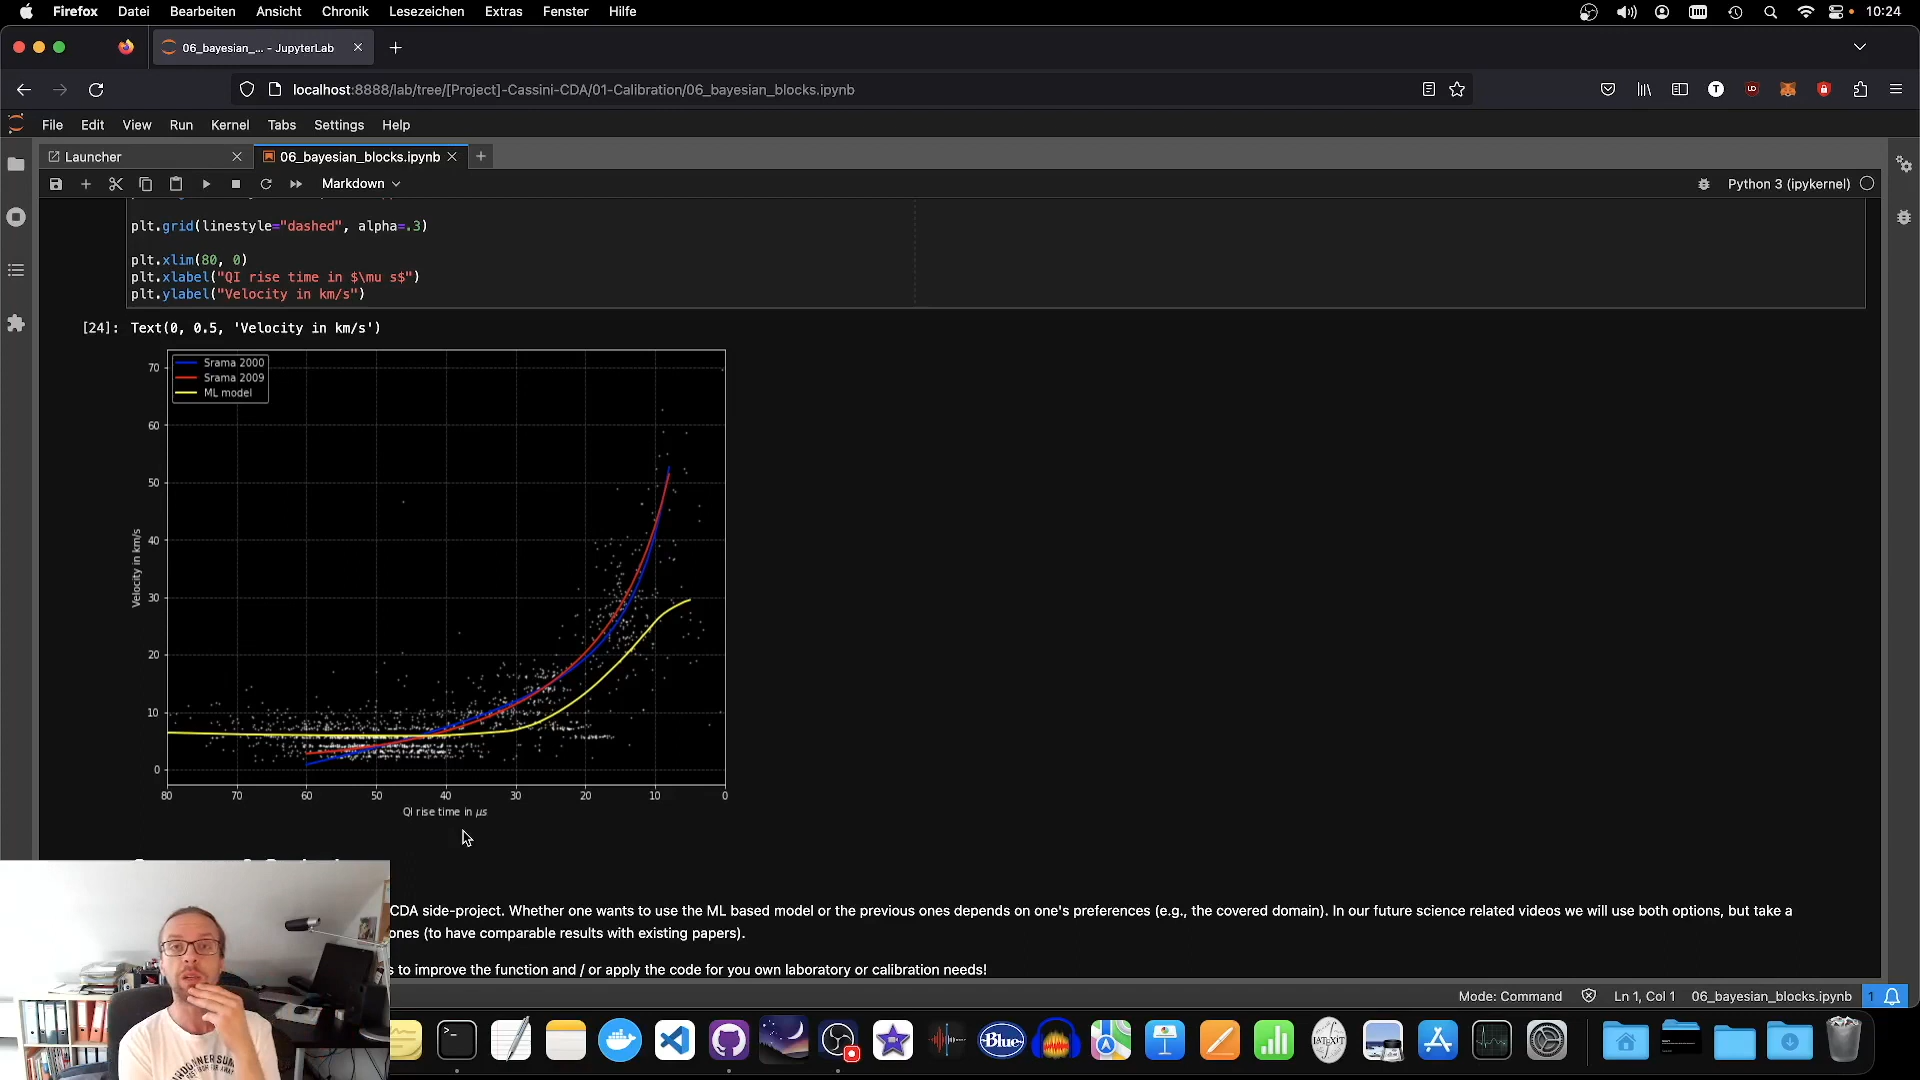 Firefox Datei Bearbeiten Ansicht Chronik Lesezeichen Extras Fenster Hilfe 10:24
06_bayesian_... - JupyterLab
localhost:8888/lab/tree/[Project]-Cassini-CDA/01-Calibration/06_bayesian_blocks.ipynb
File Edit View Run Kernel Tabs Settings Help
Launcher 06_bayesian_blocks.ipynb
Markdown Python 3 (ipykernel)
plt.grid(linestyle="dashed", alpha=.3)
plt.xlim(80, 0)
plt.xlabel("QI rise time in $\mu s$")
plt.ylabel("Velocity in km/s")
[24]: Text(0, 0.5, 'Velocity in km/s')
Srama 2000
Srama 2009
ML model
70
60
50
40
30
20
10
0
Velocity in km/s
80 70 60 50 40 30 20 10 0
QI rise time in μs
CDA side-project. Whether one wants to use the ML based model or the previous ones depends on one's preferences (e.g., the covered domain). In our future science related videos we will use both options, but take a
ones (to have comparable results with existing papers).
s to improve the function and / or apply the code for you own laboratory or calibration needs!
Mode: Command Ln 1, Col 1 06_bayesian_blocks.ipynb 1
Blue
LATEXIT